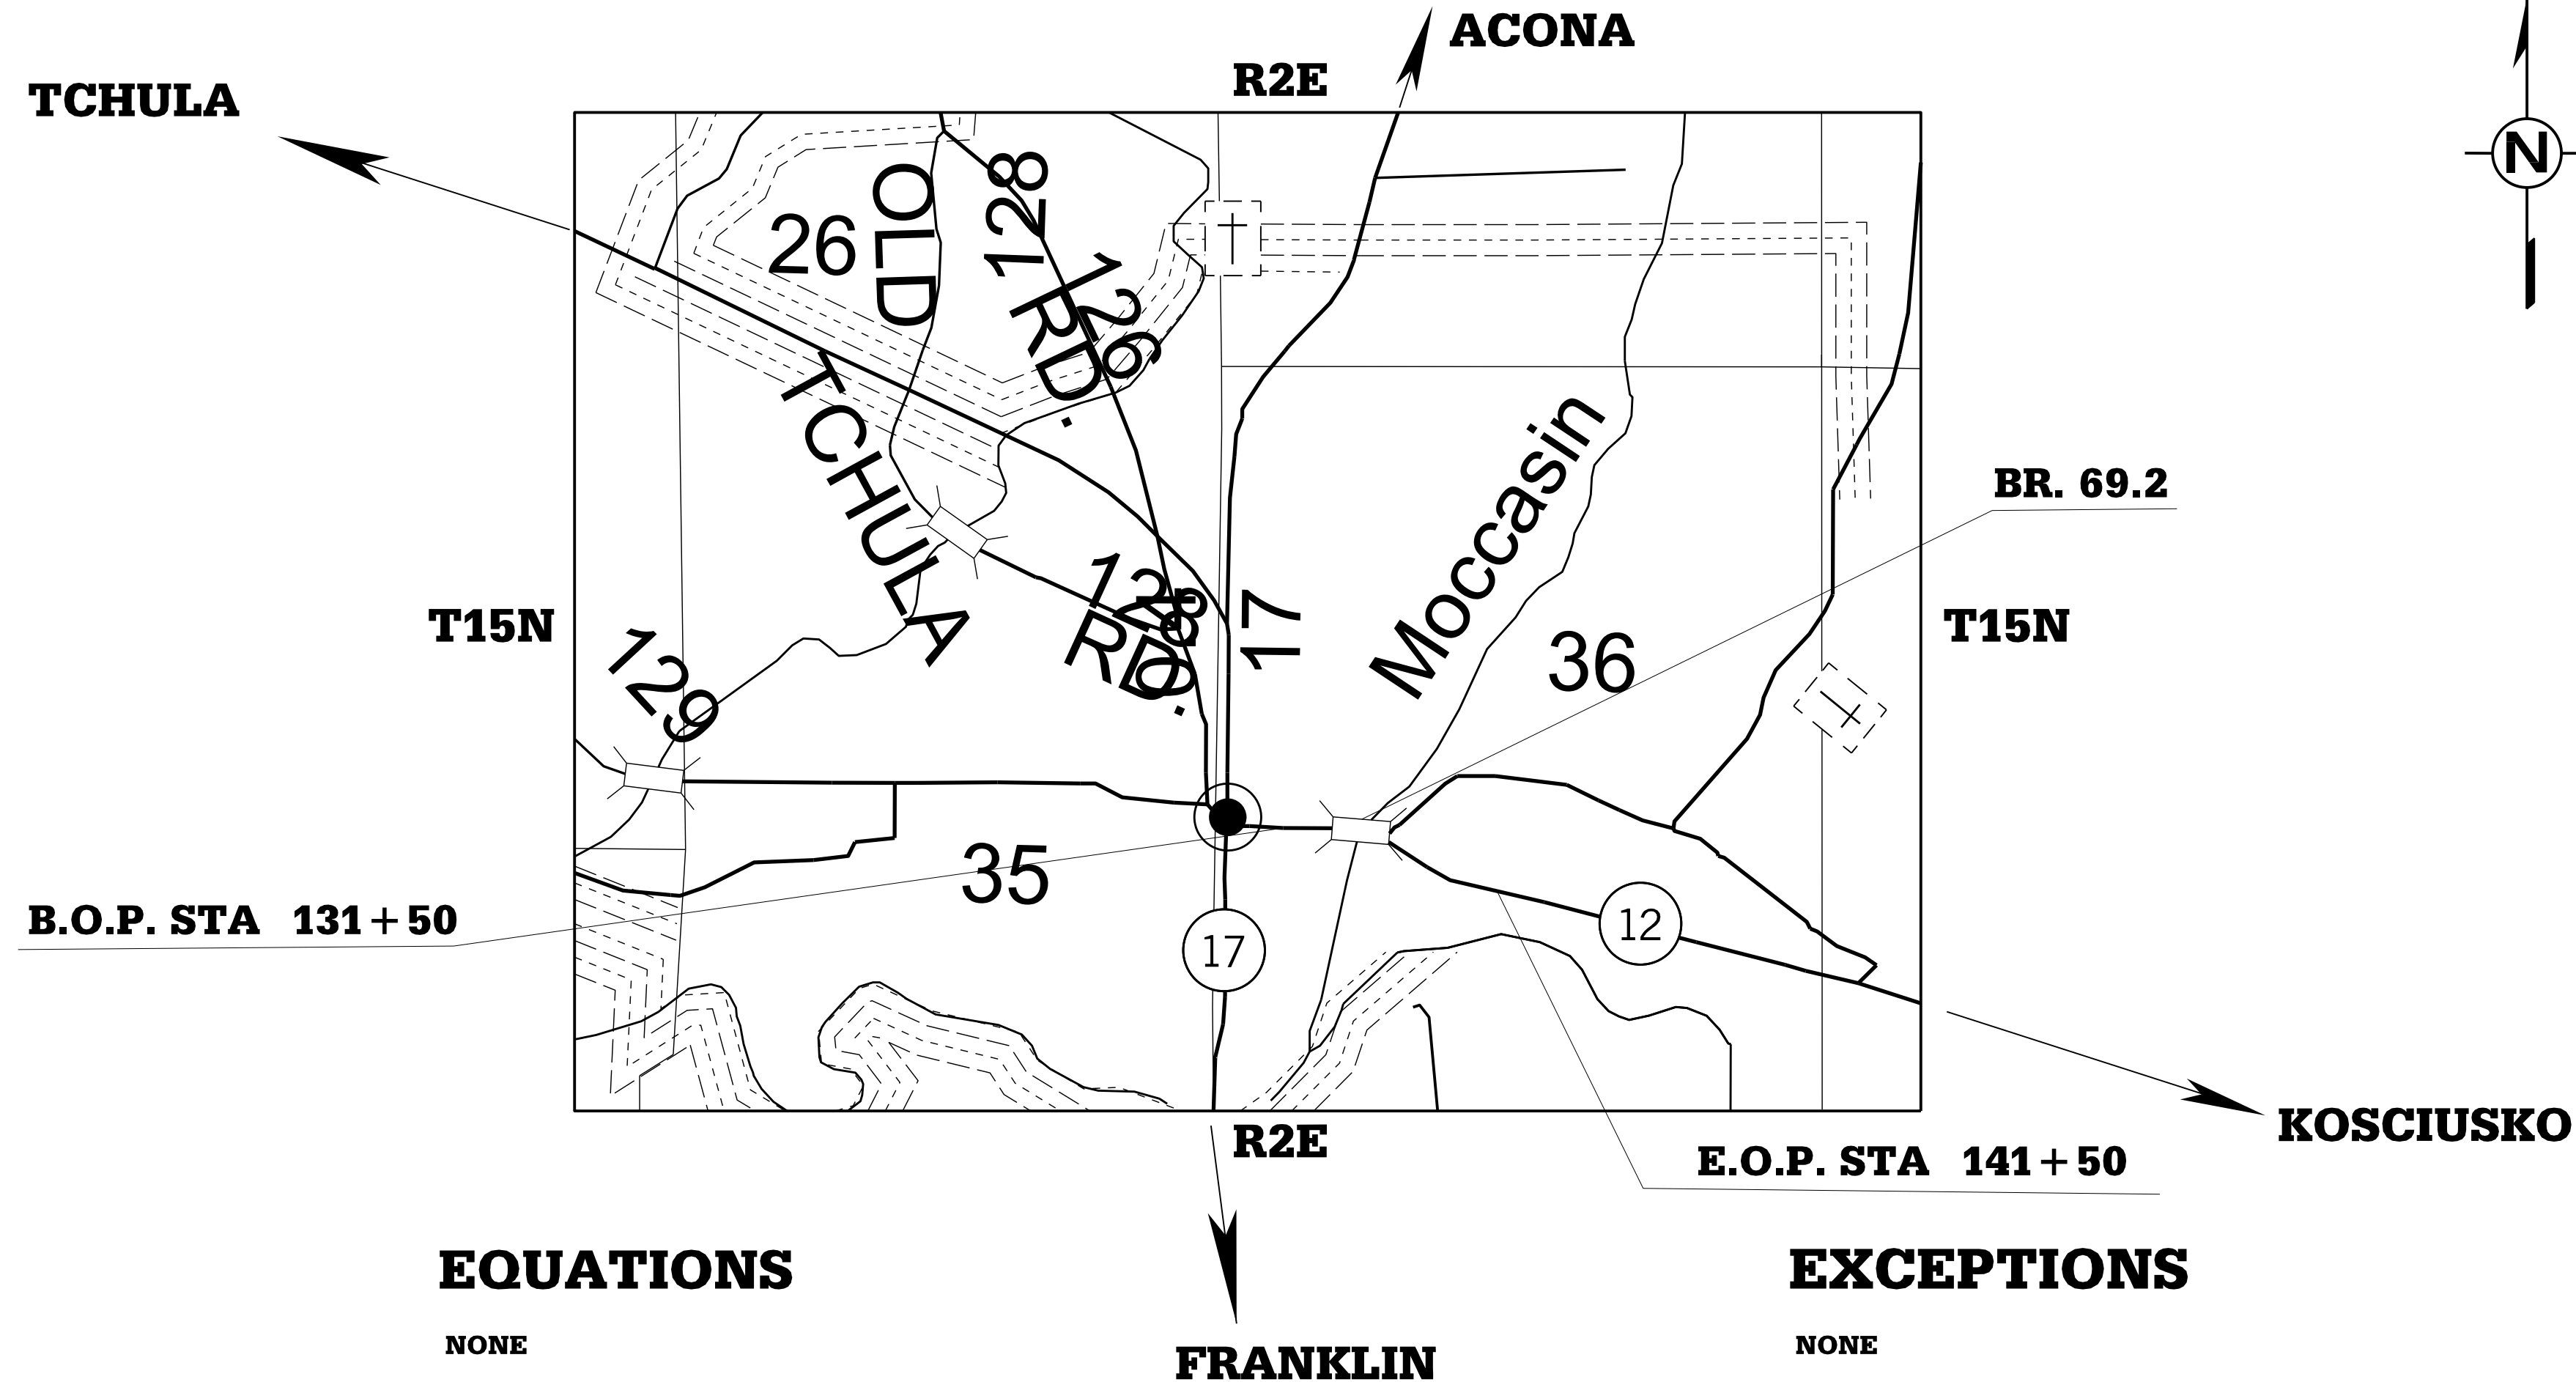 ACONA
R2E
TCHULA
N
26
OLD
128
RD.
126
TCHULA
BR. 69.2
Moccasin
T15N
128
RD.
17
36
T15N
129
35
B.O.P. STA 131+50
17
12
KOSCIUSKO
R2E
E.O.P. STA 141+50
EQUATIONS
EXCEPTIONS
NONE
NONE
FRANKLIN